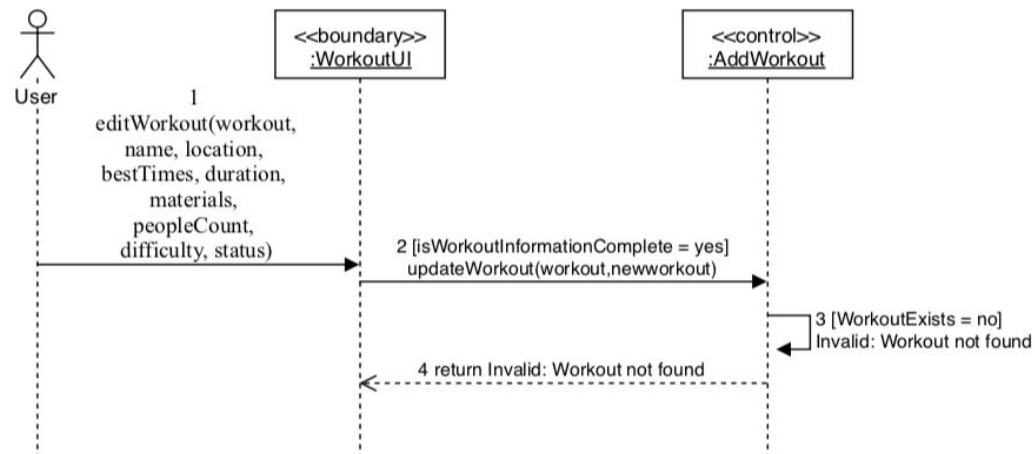 <<boundary>>
:WorkoutUI
<<control>>
:AddWorkout
User
1
editWorkout(workout,
name, location,
bestTimes, duration,
materials,
peopleCount,
difficulty, status)
2 [isWorkoutInformationComplete = yes]
updateWorkout(workout,newworkout)
3 [WorkoutExists = no]
Invalid: Workout not found
4 return Invalid: Workout not found